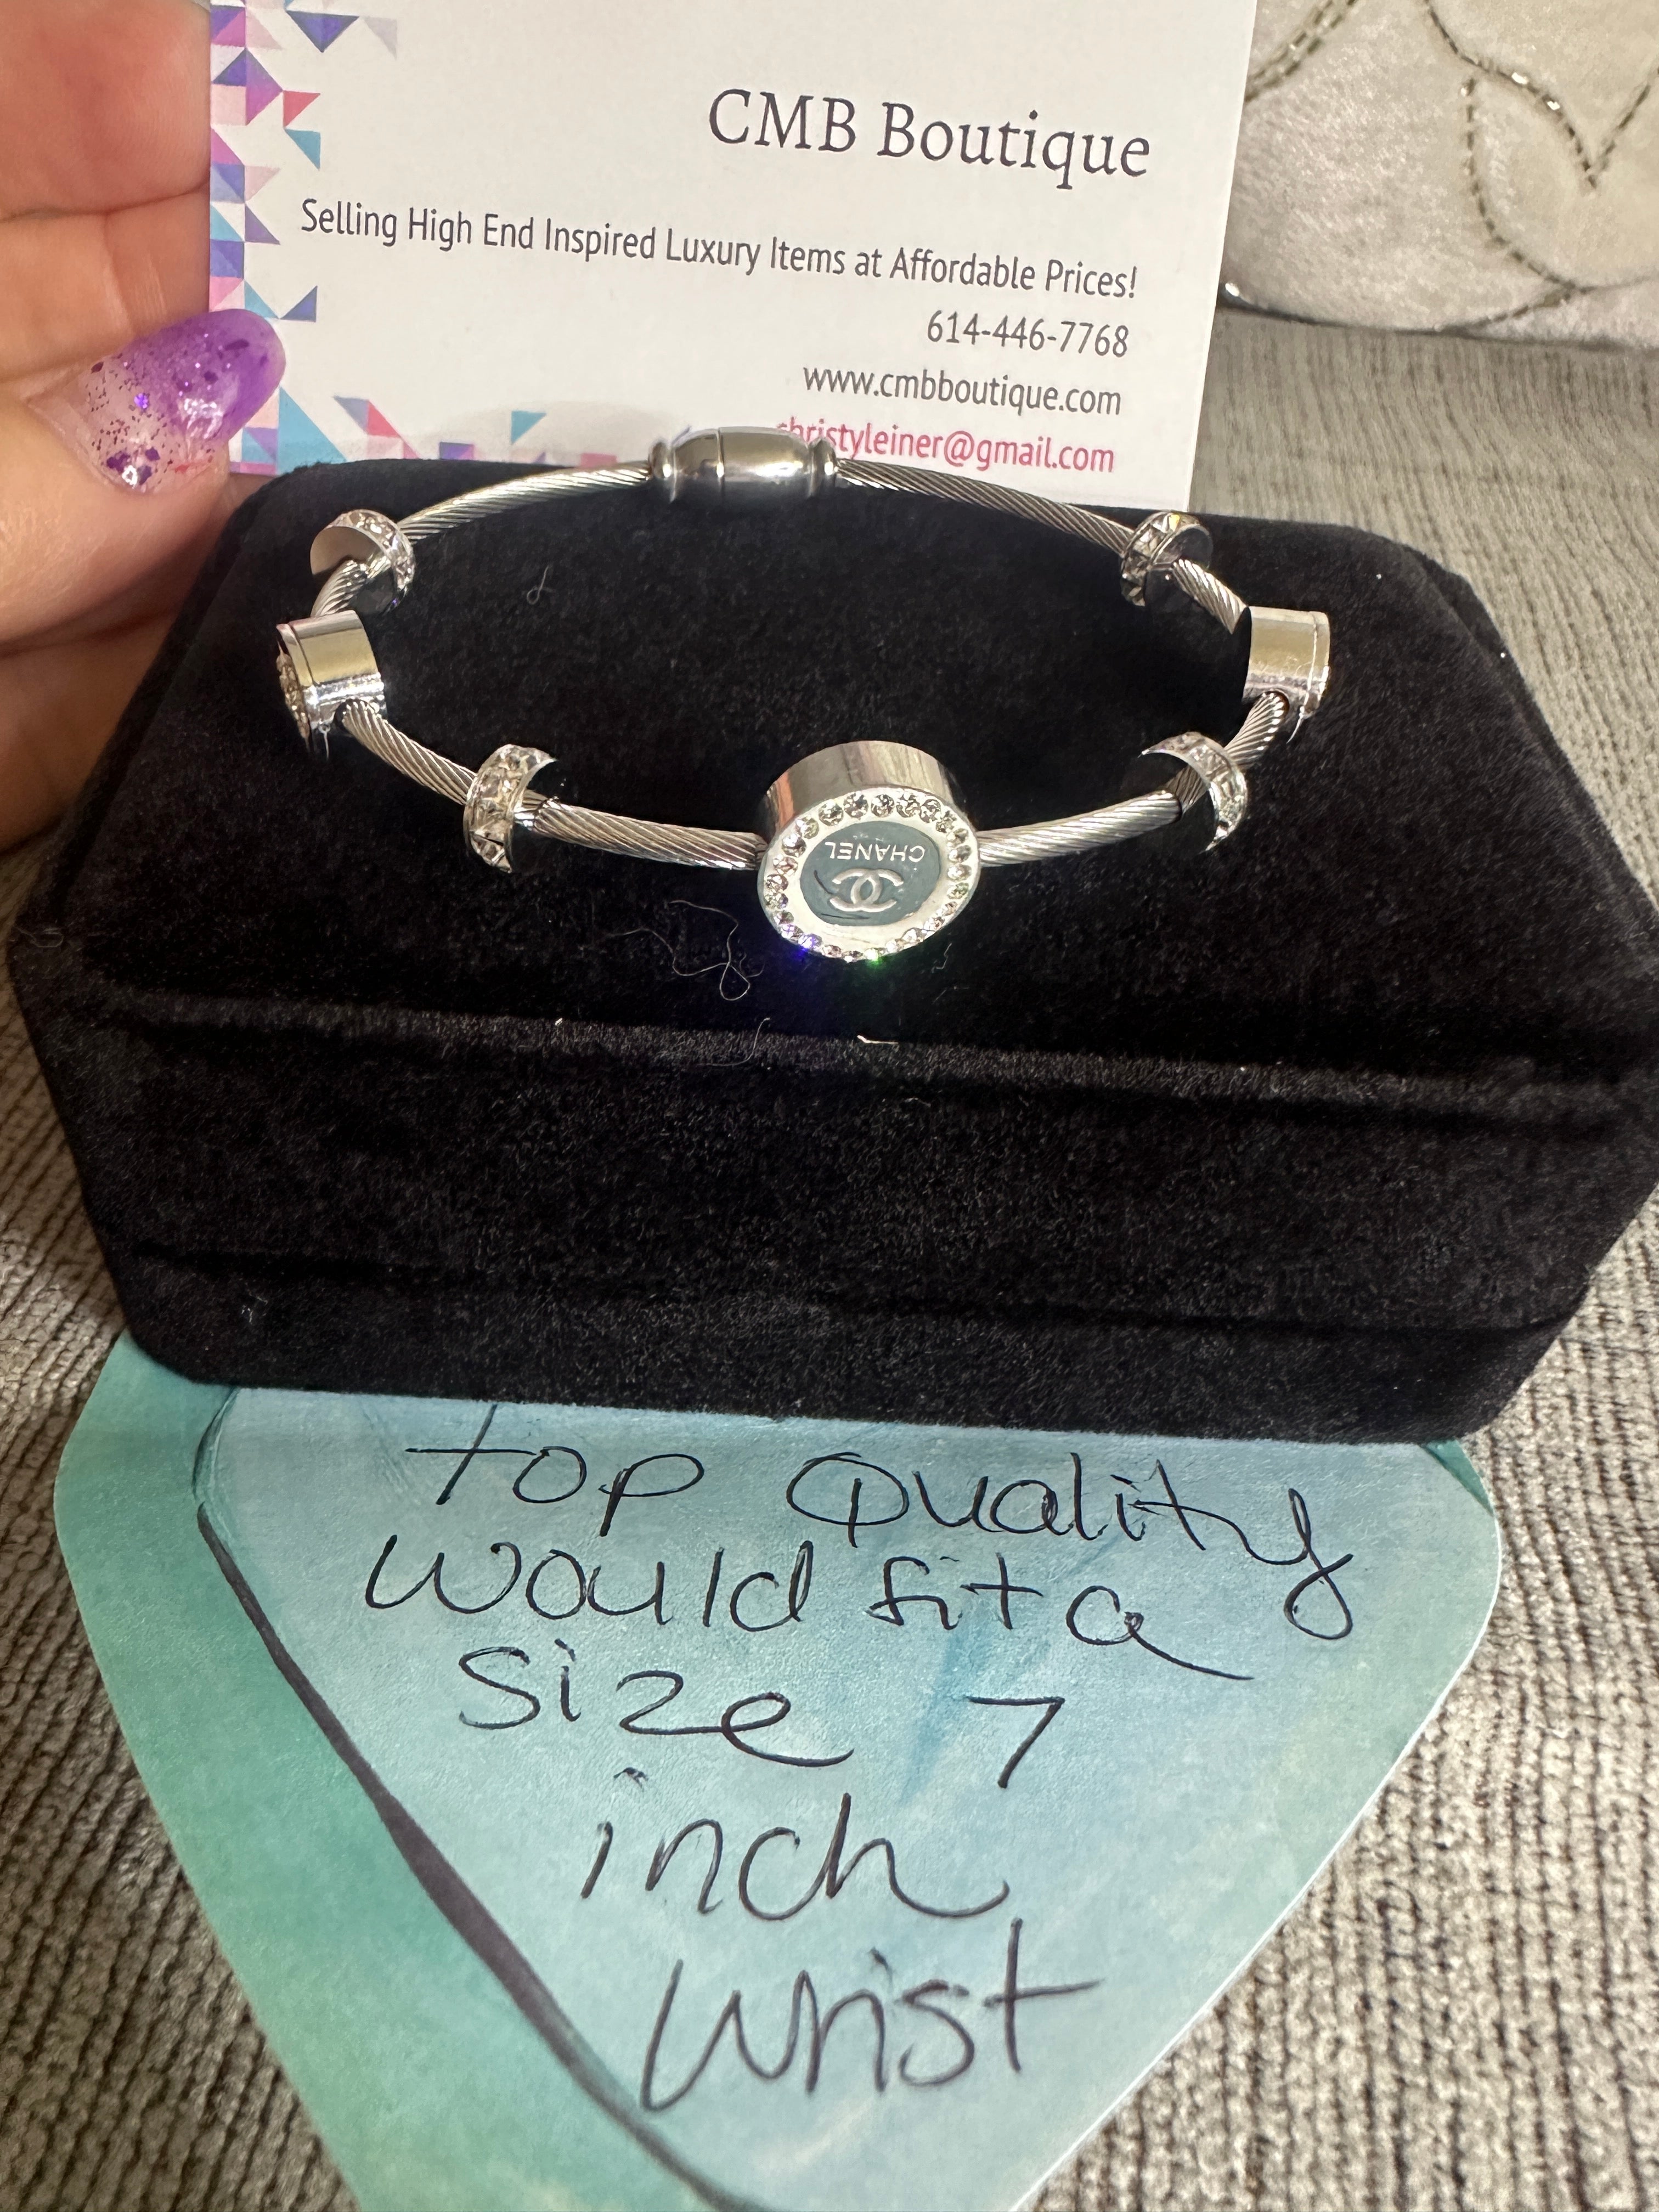 CMB Boutique
Selling High End Inspired Luxury Items at Affordable Prices!
614-446-7768
www.cmbboutique.com
christyleiner@gmail.com
CHANEL
top Quality
would fit a
size 7
inch
wrist